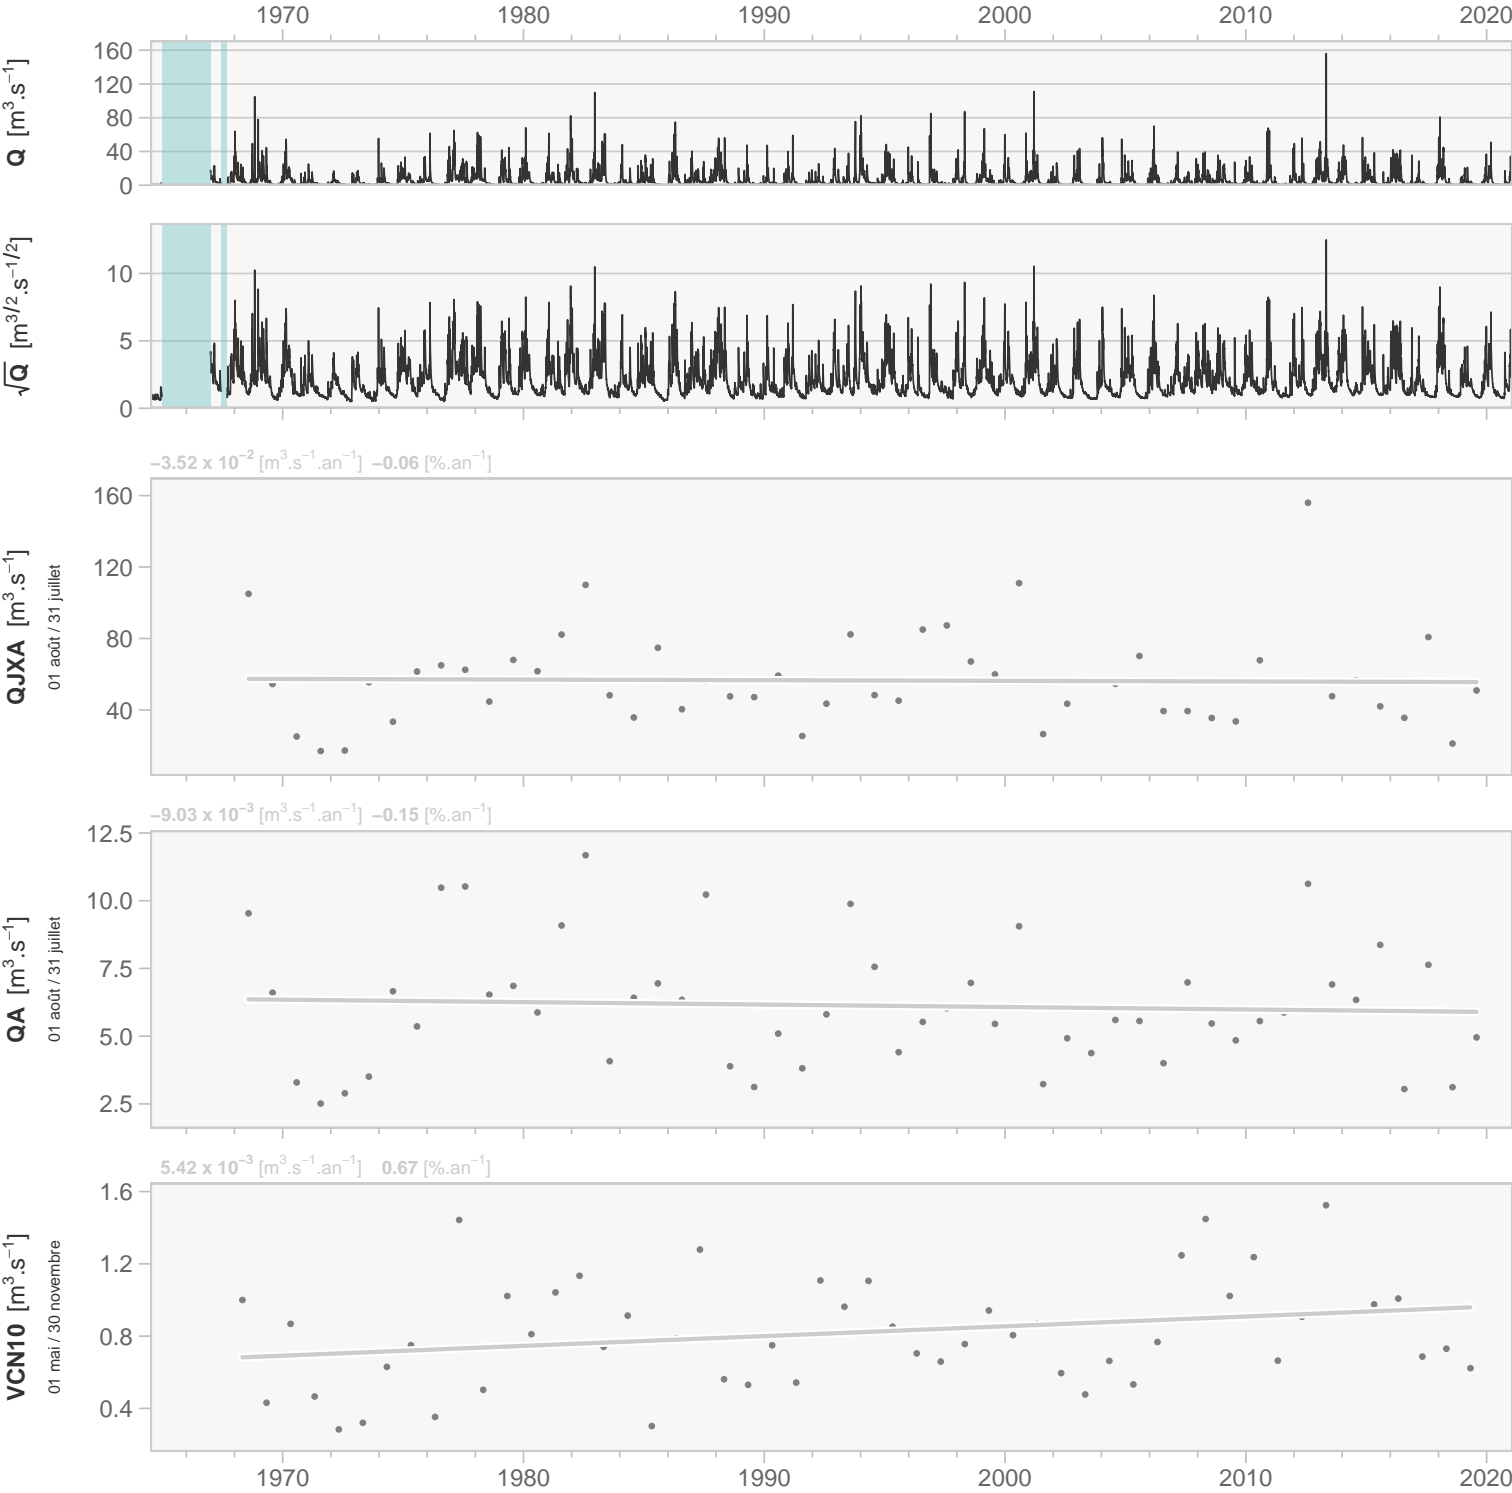 1970 1980 1990 2000 2010 2020
Q [m³.s⁻¹]
160
120
80
40
0
√Q [m³ᐟ².s⁻¹ᐟ²]
10
5
0
−3.52 x 10⁻² [m³.s⁻¹.an⁻¹] −0.06 [%.an⁻¹]
QJXA [m³.s⁻¹]
01 août / 31 juillet
160
120
80
40
−9.03 x 10⁻³ [m³.s⁻¹.an⁻¹] −0.15 [%.an⁻¹]
QA [m³.s⁻¹]
01 août / 31 juillet
12.5
10.0
7.5
5.0
2.5
5.42 x 10⁻³ [m³.s⁻¹.an⁻¹] 0.67 [%.an⁻¹]
VCN10 [m³.s⁻¹]
01 mai / 30 novembre
1.6
1.2
0.8
0.4
1970 1980 1990 2000 2010 2020